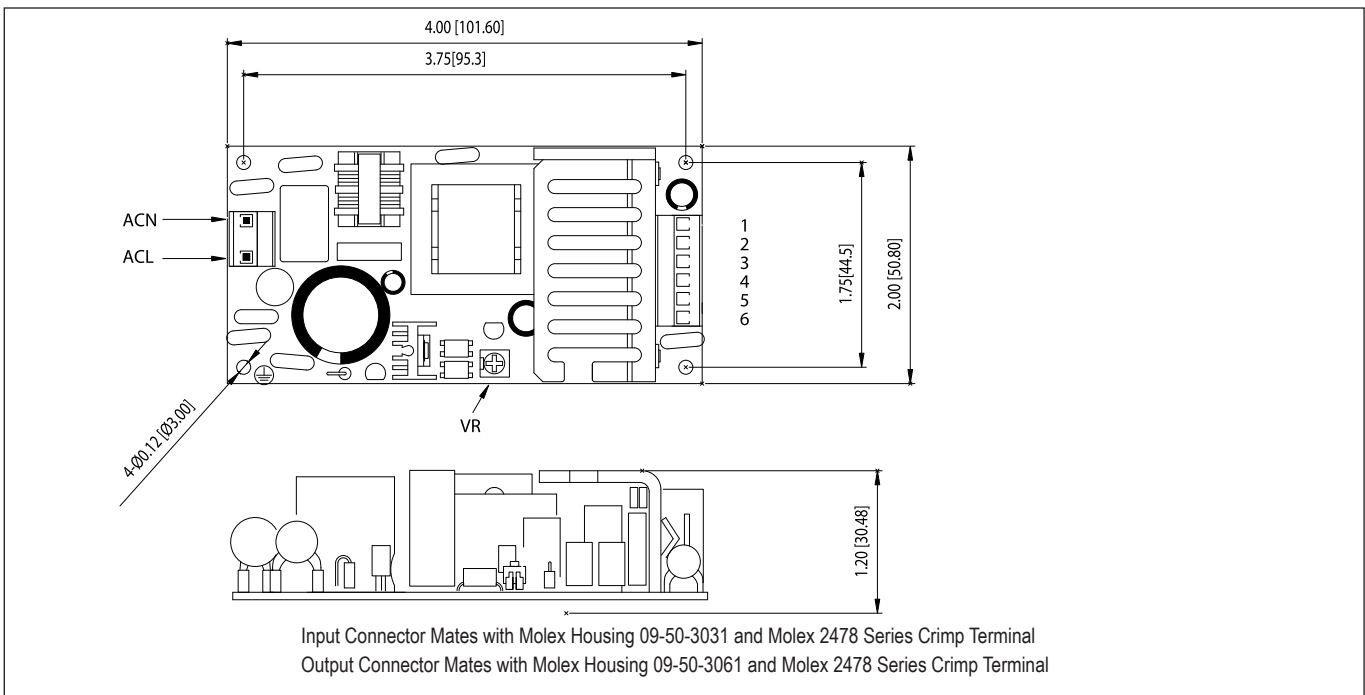 4.00 [101.60]
3.75[95.3]
ACN
ACL
1
2
3
4
5
6
1.75[44.5]
2.00 [50.80]
4-Ø0.12 [Ø3.00]
VR
1.20 [30.48]
Input Connector Mates with Molex Housing 09-50-3031 and Molex 2478 Series Crimp Terminal
Output Connector Mates with Molex Housing 09-50-3061 and Molex 2478 Series Crimp Terminal